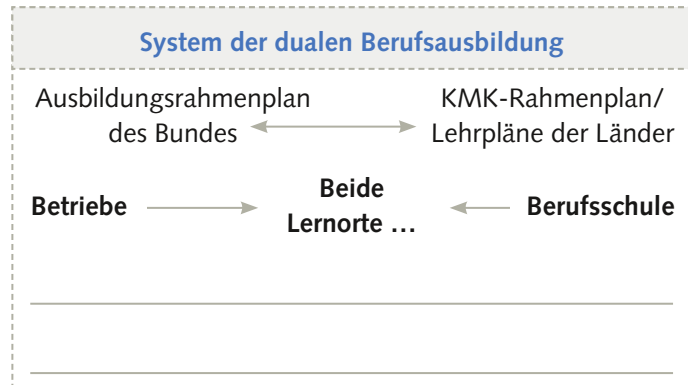 System der dualen Berufsausbildung
Ausbildungsrahmenplan des Bundes
KMK-Rahmenplan/ Lehrpläne der Länder
Betriebe
Beide Lernorte ...
Berufsschule